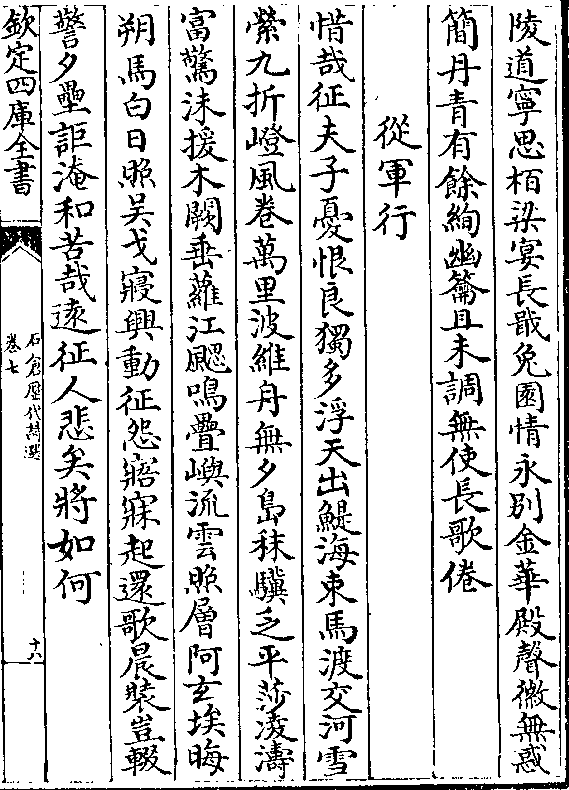 陵道寧思栢梁宴長戢兔園情永別金華殿聲徽無惑
簡丹青有餘絢幽籥且未調無使長歌倦
從軍行
惜哉征夫子憂恨良獨多浮天出鯷海束馬渡交河雪
縈九折嶝風卷萬里波維舟無夕島秣驥乏平莎凌濤
富驚沫援木闕垂蘿江颸鳴疊嶼流雲照層阿玄埃晦
朔馬白日照吴戈寢興動征怨寤寐起還歌晨裝豈輟
警夕壘詎淹和苦哉遠征人悲矣將如何
欽定四庫全書
石倉歷代詩選
卷七
十八